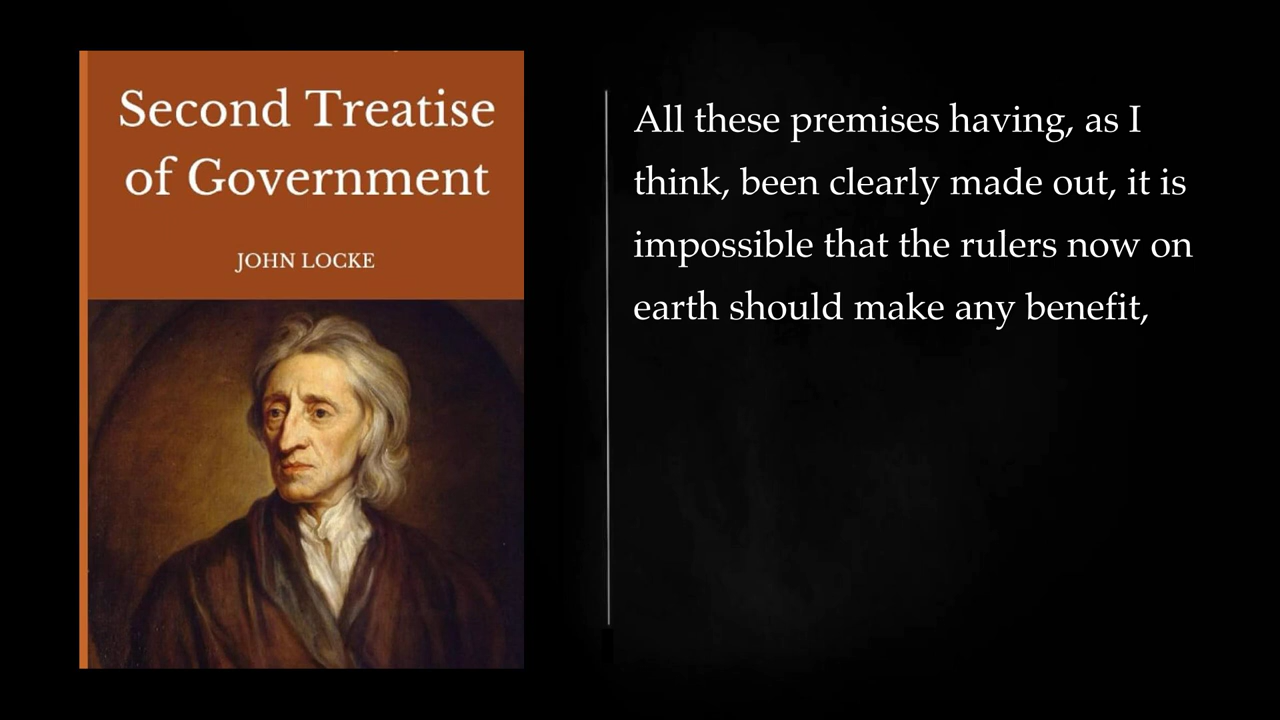 Second Treatise
of Government
JOHN LOCKE
All these premises having, as I
think, been clearly made out, it is
impossible that the rulers now on
earth should make any benefit,